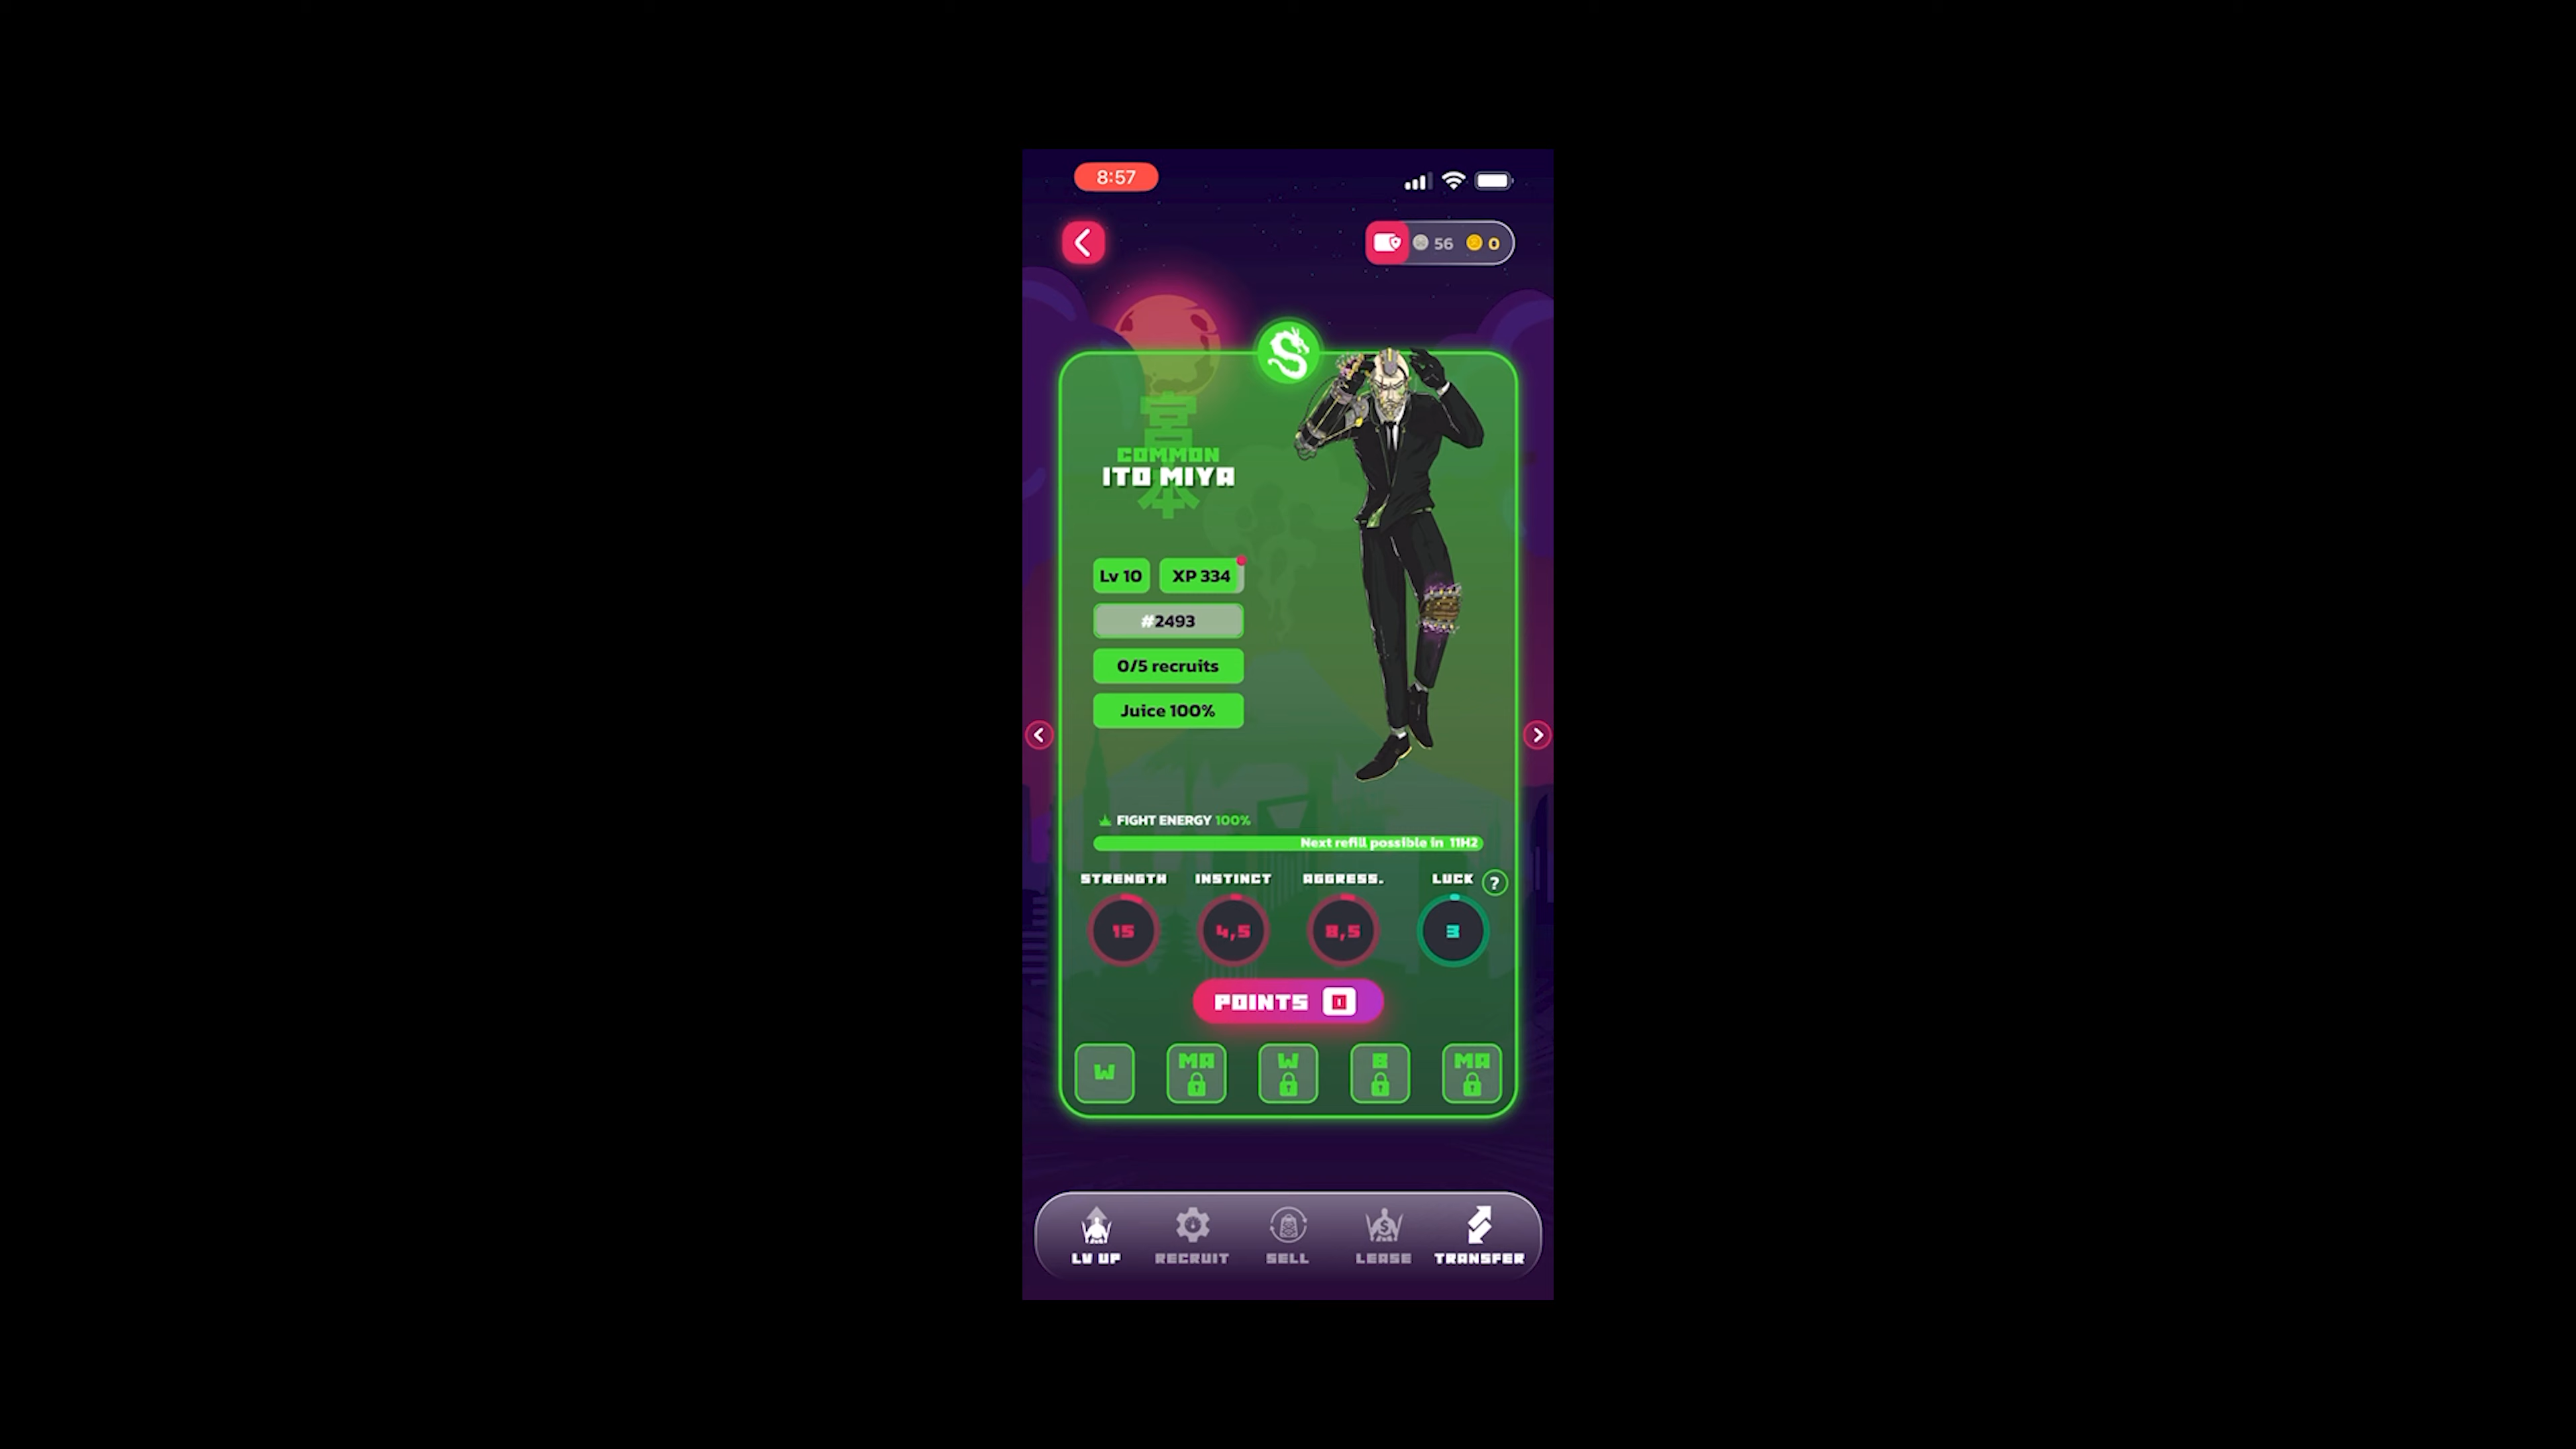 8:57
56 0
宮本
COMMON
ITO MIYA
Lv 10 XP 334
#2493
0/5 recruits
Juice 100%
FIGHT ENERGY 100%
Next refill possible in 11H2
STRENGTH INSTINCT AGGRESS. LUCK ?
15 4,5 8,5 3
POINTS 0
W MA W B MA
LV UP RECRUIT SELL LEASE TRANSFER